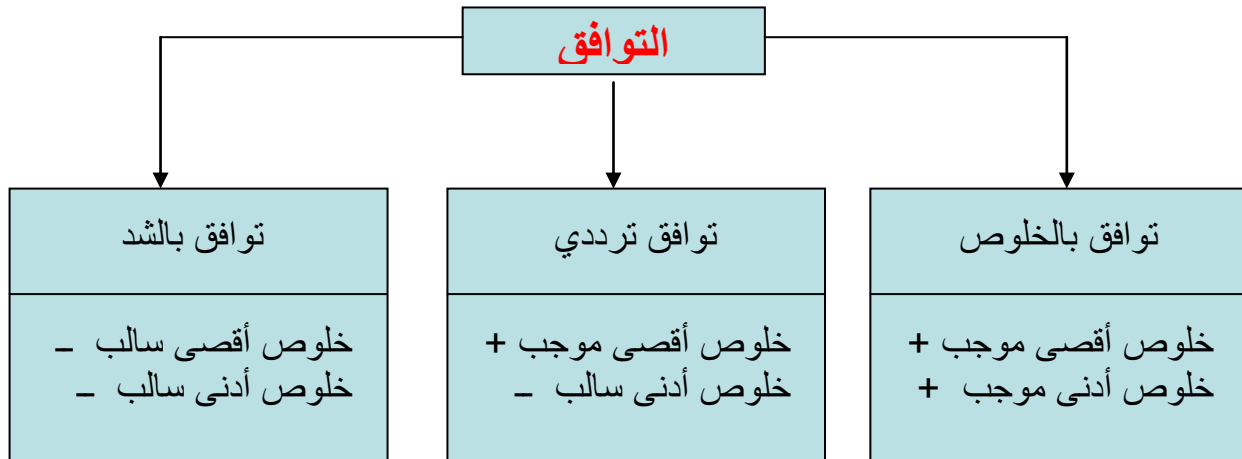 التوافق
توافق بالخلوص
خلوص أقصى موجب +
خلوص أدنى موجب +
توافق ترددي
خلوص أقصى موجب +
خلوص أدنى سالب –
توافق بالشد
خلوص أقصى سالب –
خلوص أدنى سالب –